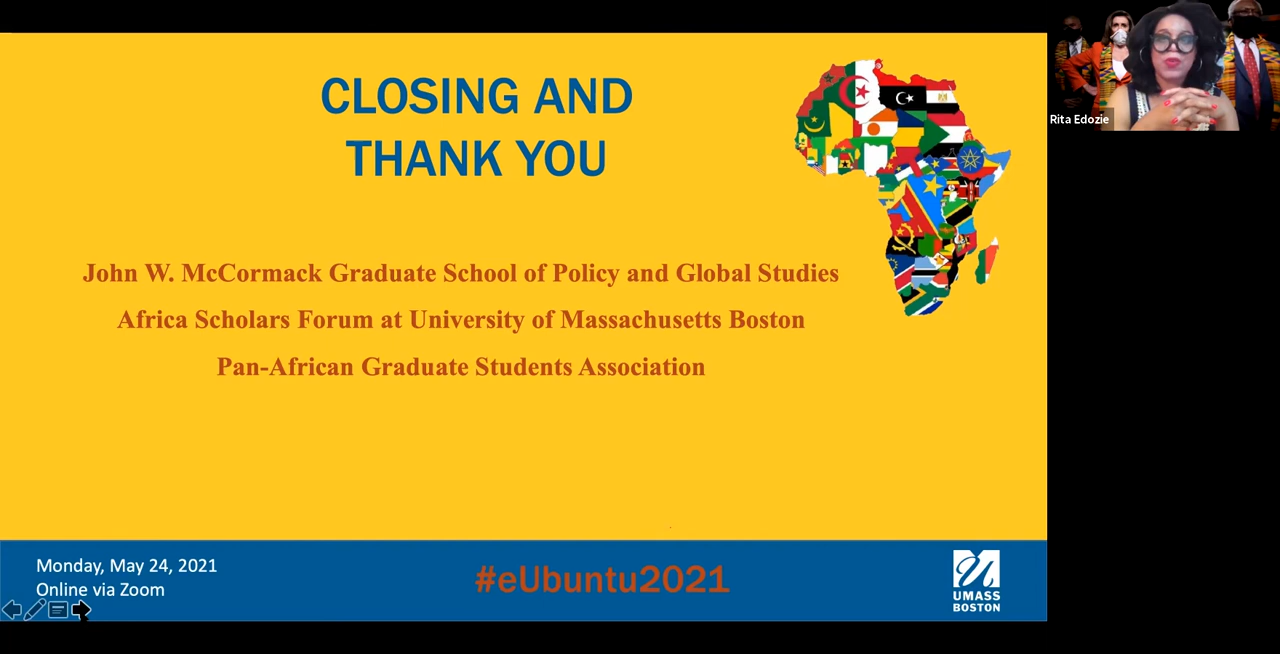 CLOSING AND
THANK YOU
Rita Edozie
John W. McCormack Graduate School of Policy and Global Studies
Africa Scholars Forum at University of Massachusetts Boston
Pan-African Graduate Students Association
Monday, May 24, 2021
Online via Zoom
#eUbuntu2021
UMASS
BOSTON